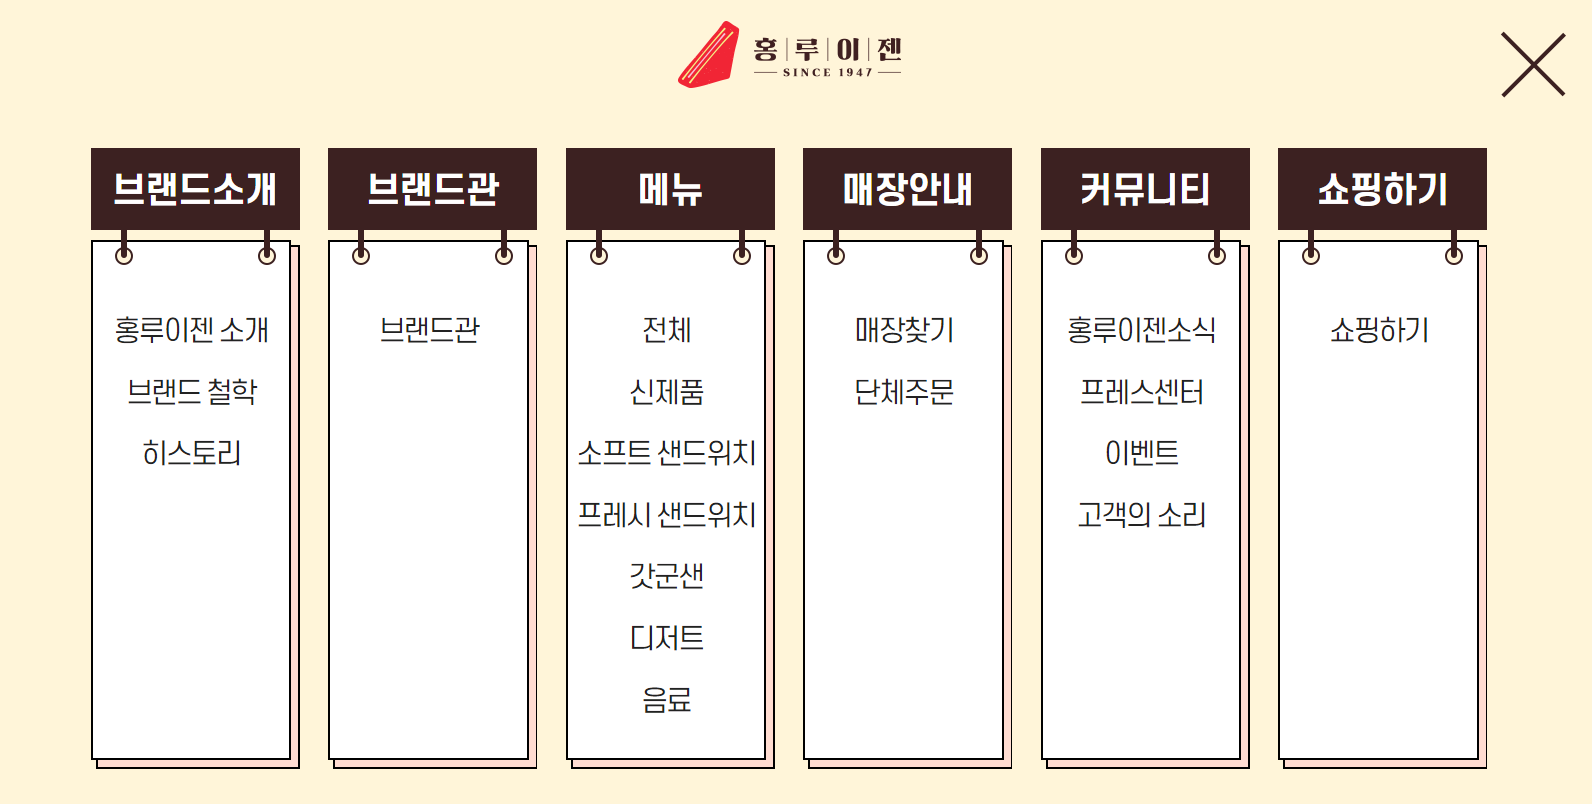 홍루이젠
SINCE 1947
브랜드소개
홍루이젠 소개
브랜드 철학
히스토리
브랜드관
브랜드관
메뉴
전체
신제품
소프트 샌드위치
프레시 샌드위치
갓군샌
디저트
음료
매장안내
매장찾기
단체주문
커뮤니티
홍루이젠소식
프레스센터
이벤트
고객의 소리
쇼핑하기
쇼핑하기